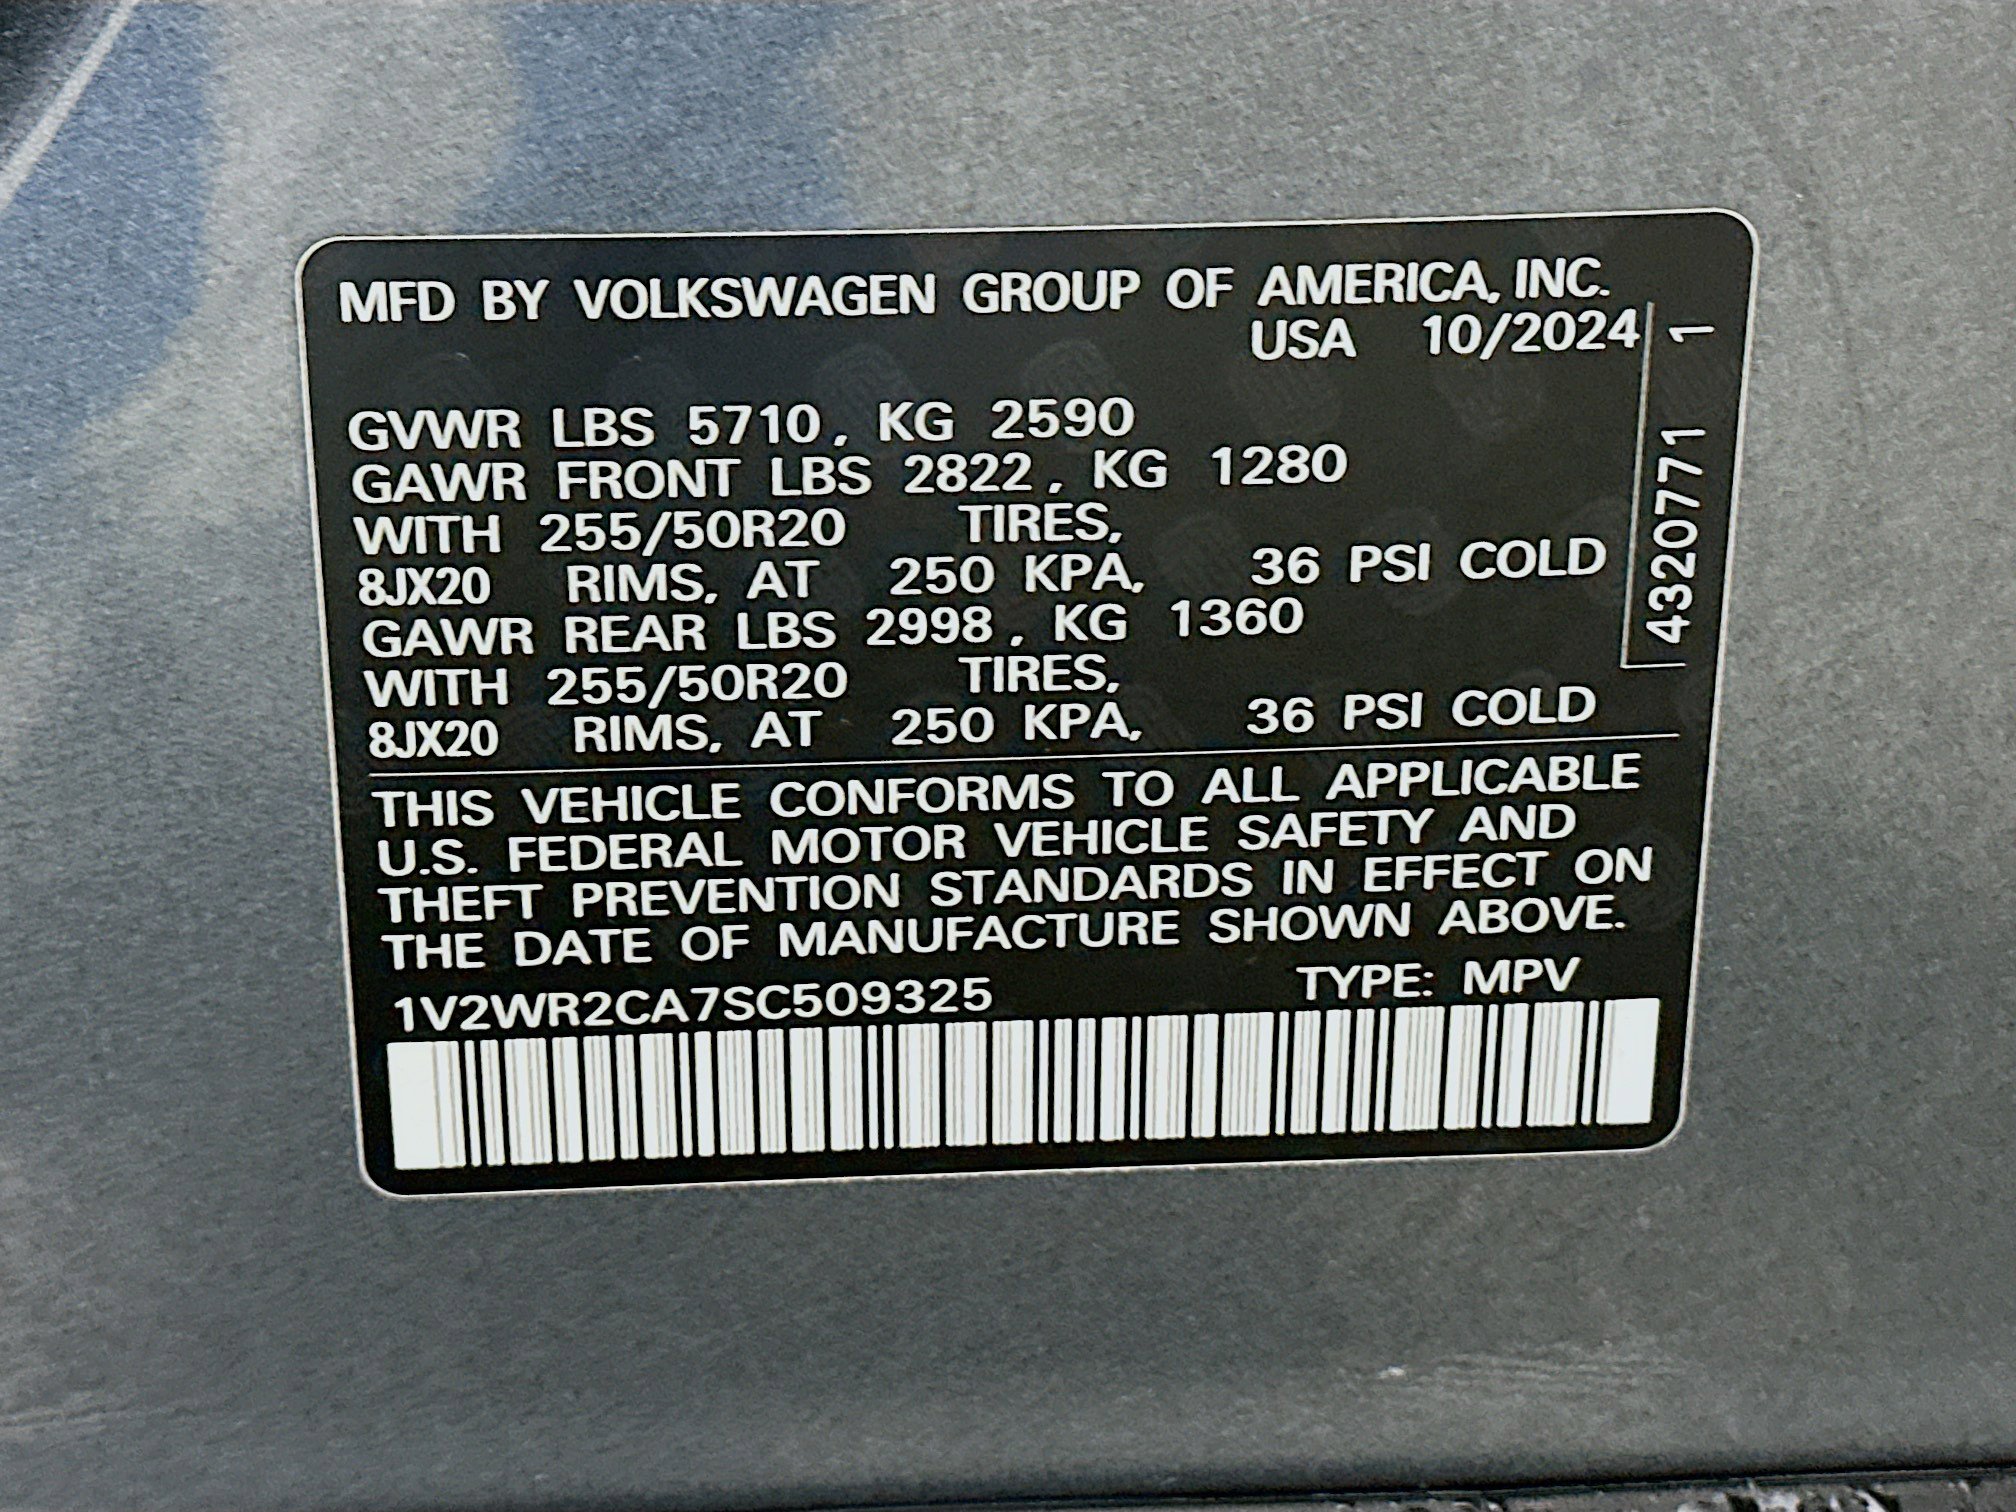 MFD BY VOLKSWAGEN GROUP OF AMERICA, INC.
USA 10/2024
GVWR LBS 5710, KG 2590
GAWR FRONT LBS 2822, KG 1280
WITH 255/50R20 TIRES,
8JX20 RIMS, AT 250 KPA, 36 PSI COLD
GAWR REAR LBS 2998, KG 1360
WITH 255/50R20 TIRES,
8JX20 RIMS, AT 250 KPA, 36 PSI COLD
4320771 1
THIS VEHICLE CONFORMS TO ALL APPLICABLE
U.S. FEDERAL MOTOR VEHICLE SAFETY AND
THEFT PREVENTION STANDARDS IN EFFECT ON
THE DATE OF MANUFACTURE SHOWN ABOVE.
1V2WR2CA7SC509325 TYPE: MPV